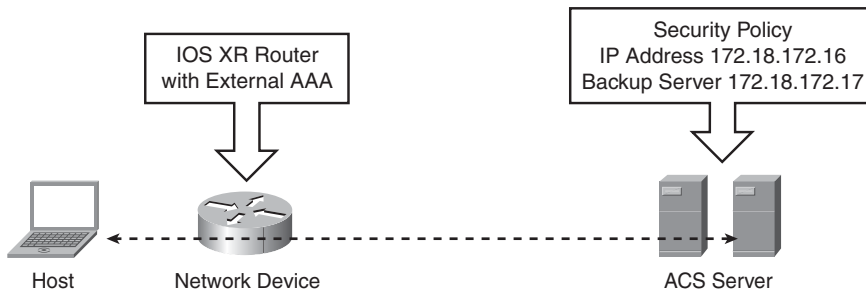 IOS XR Router
with External AAA
Security Policy
IP Address 172.18.172.16
Backup Server 172.18.172.17
Host
Network Device
ACS Server